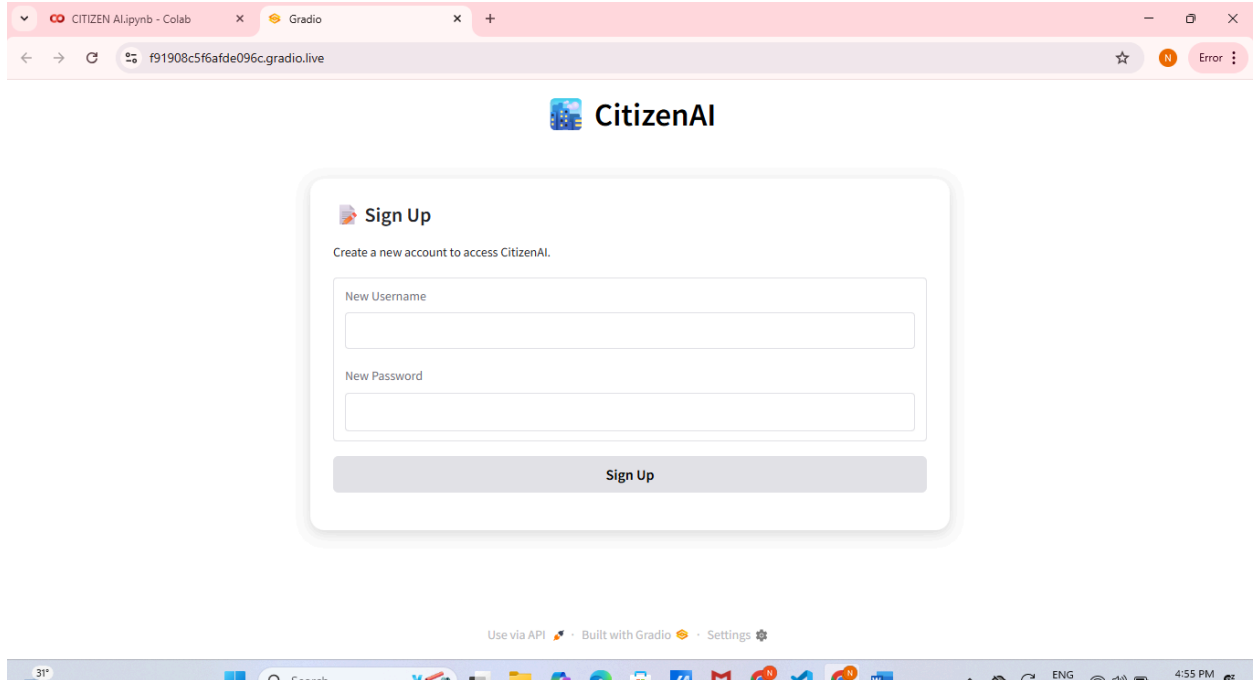 CITIZEN AI.ipynb - Colab
Gradio
f91908c5f6afde096c.gradio.live
N
Error
CitizenAI
Sign Up
Create a new account to access CitizenAI.
New Username
New Password
Sign Up
Use via API · Built with Gradio · Settings
31°
Search
N
N
ENG
4:55 PM